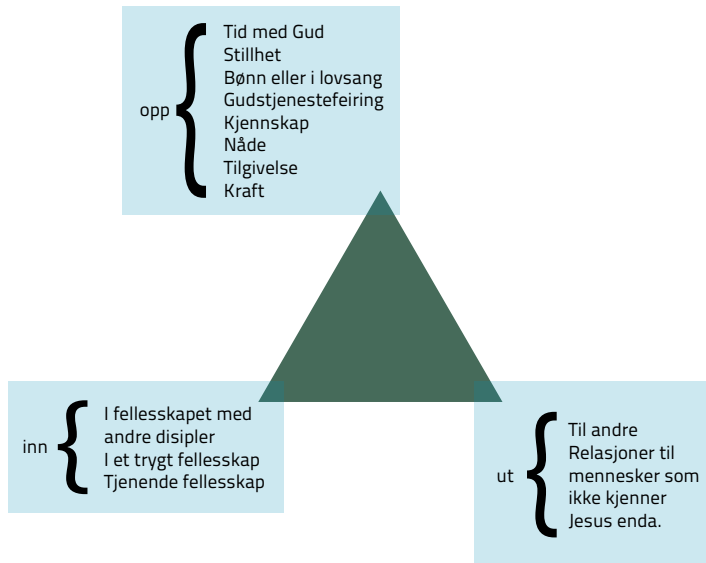 opp
Tid med Gud
Stillhet
Bønn eller i lovsang
Gudstjenestefeiring
Kjennskap
Nåde
Tilgivelse
Kraft
inn
I fellesskapet med
andre disipler
I et trygt fellesskap
Tjenende fellesskap
ut
Til andre
Relasjoner til
mennesker som
ikke kjenner
Jesus enda.